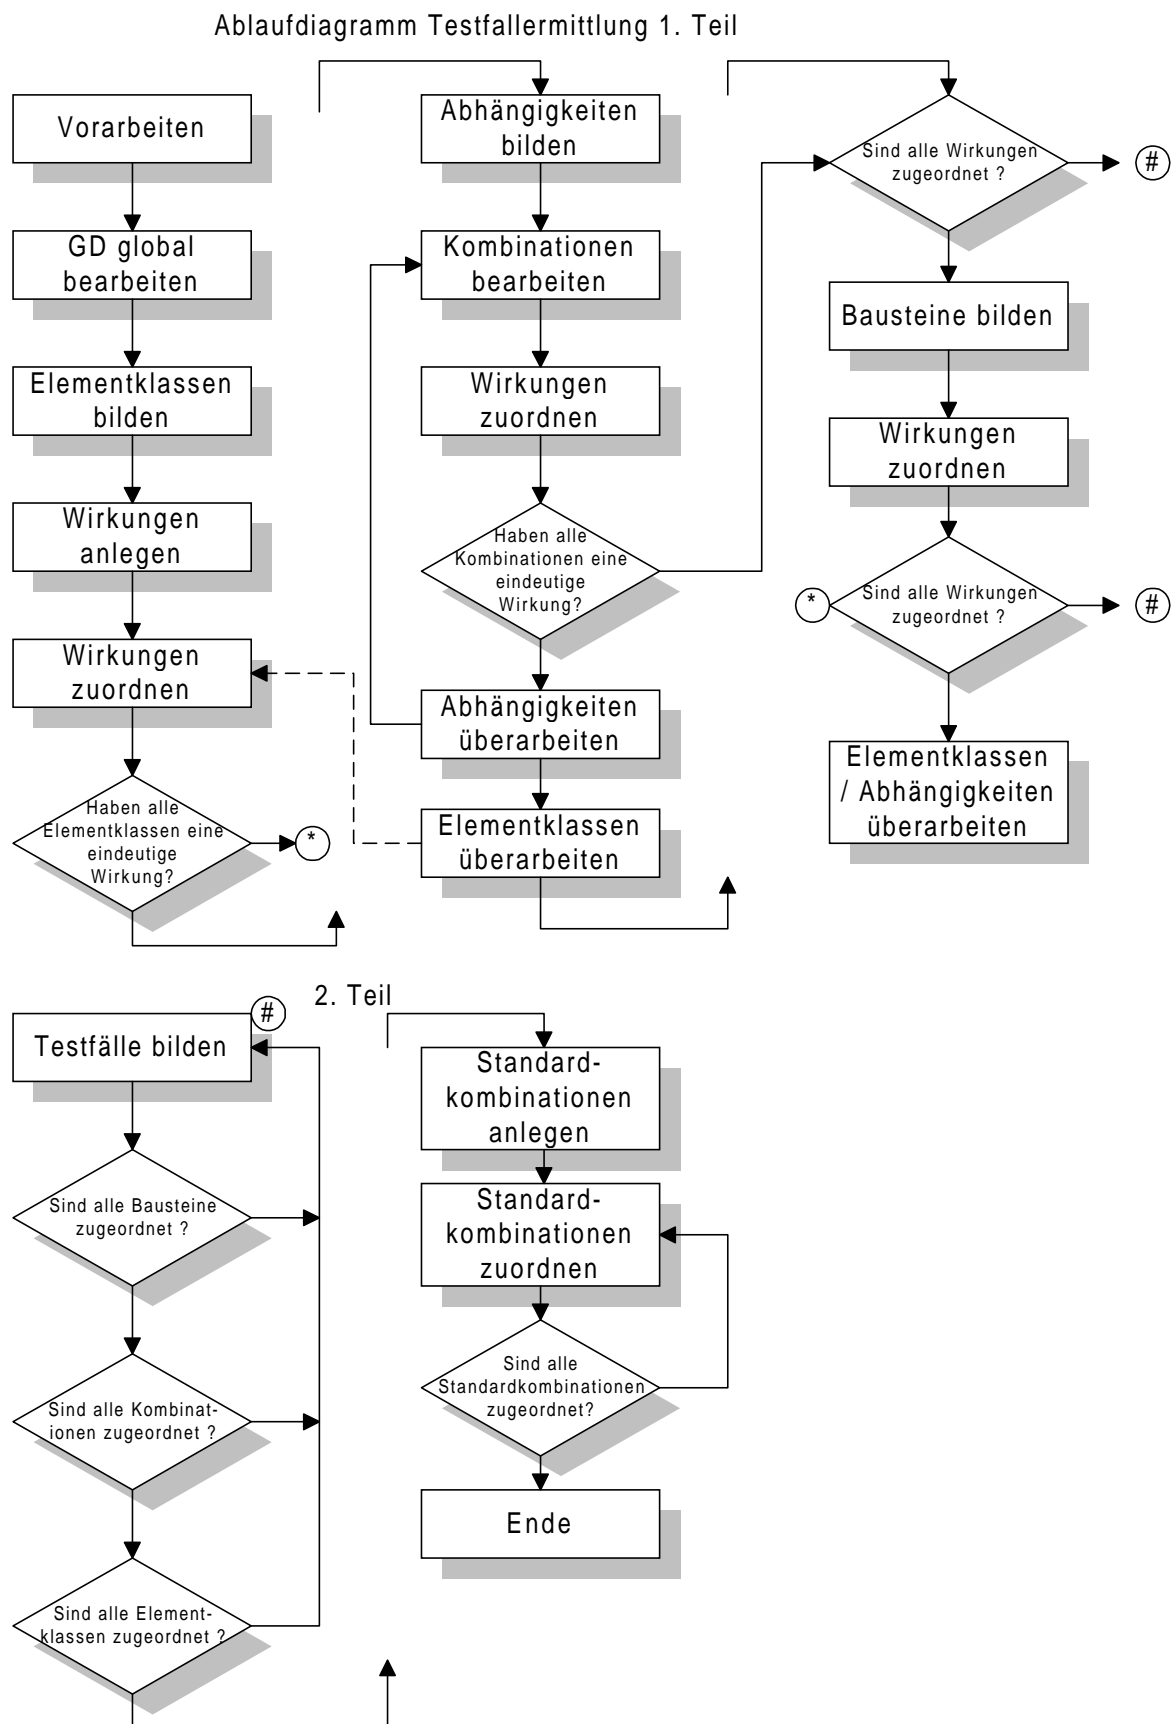 Ablaufdiagramm Testfallermittlung 1. Teil
Vorarbeiten
GD global
bearbeiten
Elementklassen
bilden
Wirkungen
anlegen
Wirkungen
zuordnen
Haben alle
Elementklassen eine
eindeutige
Wirkung?
*
Abhängigkeiten
bilden
Kombinationen
bearbeiten
Wirkungen
zuordnen
Haben alle
Kombinationen eine
eindeutige
Wirkung?
Abhängigkeiten
überarbeiten
Elementklassen
überarbeiten
Sind alle Wirkungen
zugeordnet ?
#
Bausteine bilden
Wirkungen
zuordnen
*
Sind alle Wirkungen
zugeordnet ?
#
Elementklassen
/ Abhängigkeiten
überarbeiten
2. Teil
#
Testfälle bilden
Sind alle Bausteine
zugeordnet ?
Sind alle Kombinat-
ionen zugeordnet ?
Sind alle Element-
klassen zugeordnet ?
Standard-
kombinationen
anlegen
Standard-
kombinationen
zuordnen
Sind alle
Standardkombinationen
zugeordnet?
Ende